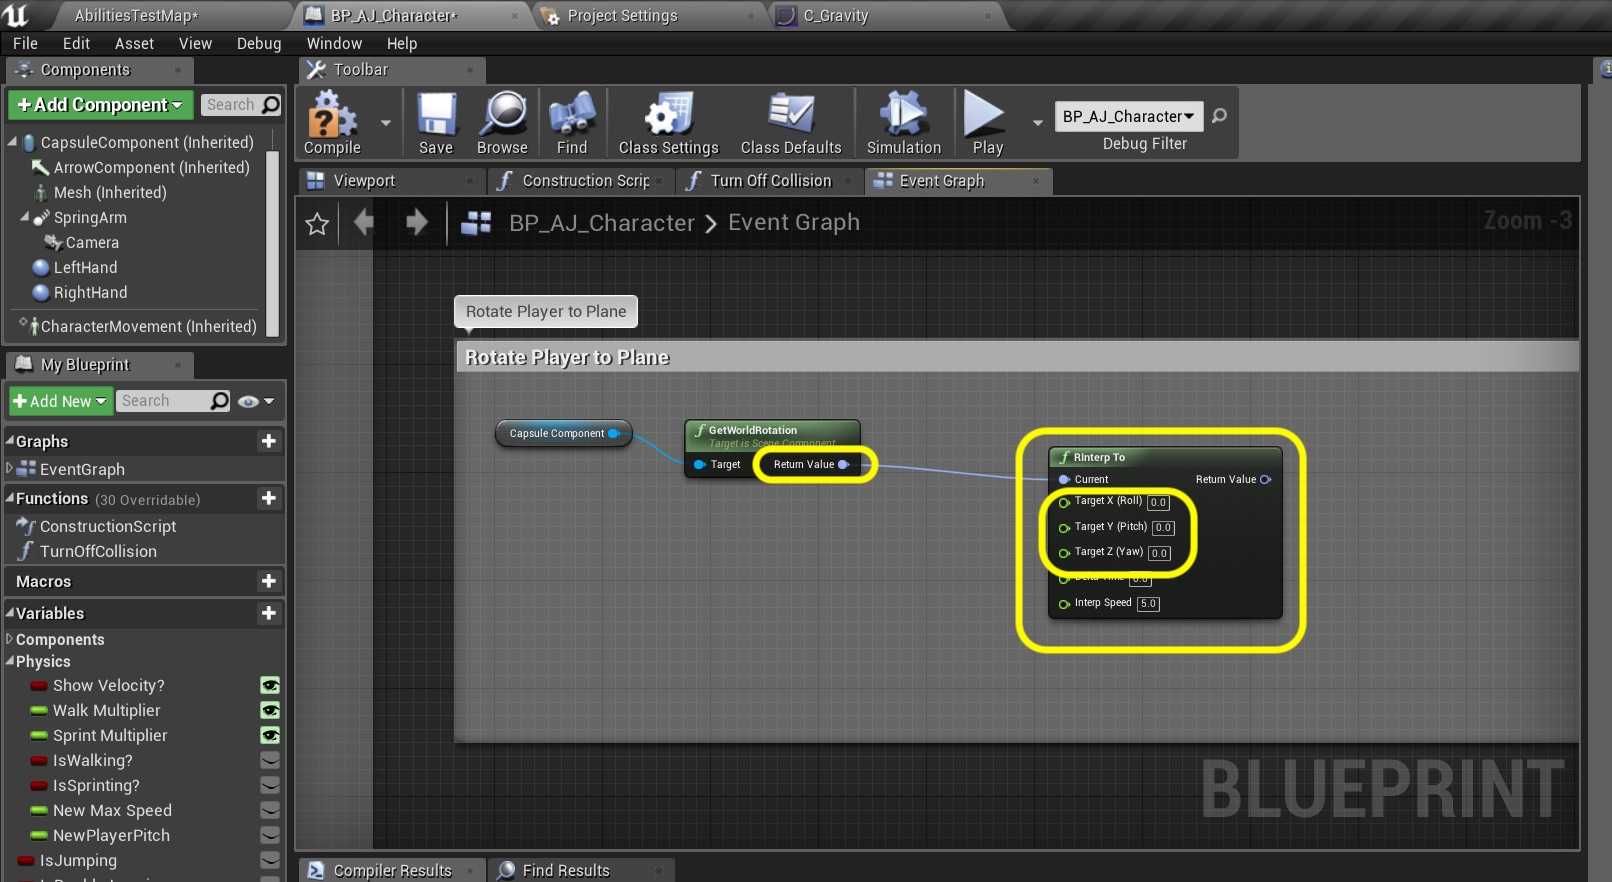 AbilitiesTestMap*
BP_AJ_Character*
Project Settings
C_Gravity
File Edit Asset View Debug Window Help
Components
Toolbar
+Add Component
Search
CapsuleComponent (Inherited)
ArrowComponent (Inherited)
Mesh (Inherited)
SpringArm
Camera
LeftHand
RightHand
CharacterMovement (Inherited)
Compile
Save
Browse
Find
Class Settings
Class Defaults
Simulation
Play
BP_AJ_Character
Debug Filter
Viewport
Construction Scrip
Turn Off Collision
Event Graph
BP_AJ_Character > Event Graph
Zoom -3
My Blueprint
+Add New
Search
Graphs
EventGraph
Functions (30 Overridable)
ConstructionScript
TurnOffCollision
Macros
Variables
Components
Physics
Show Velocity?
Walk Multiplier
Sprint Multiplier
IsWalking?
IsSprinting?
New Max Speed
NewPlayerPitch
IsJumping
Rotate Player to Plane
Rotate Player to Plane
Capsule Component
GetWorldRotation
Target is Scene Component
Target
Return Value
RInterp To
Current
Return Value
Target X (Roll) 0.0
Target Y (Pitch) 0.0
Target Z (Yaw) 0.0
Delta Time 0.0
Interp Speed 5.0
BLUEPRINT
Compiler Results
Find Results